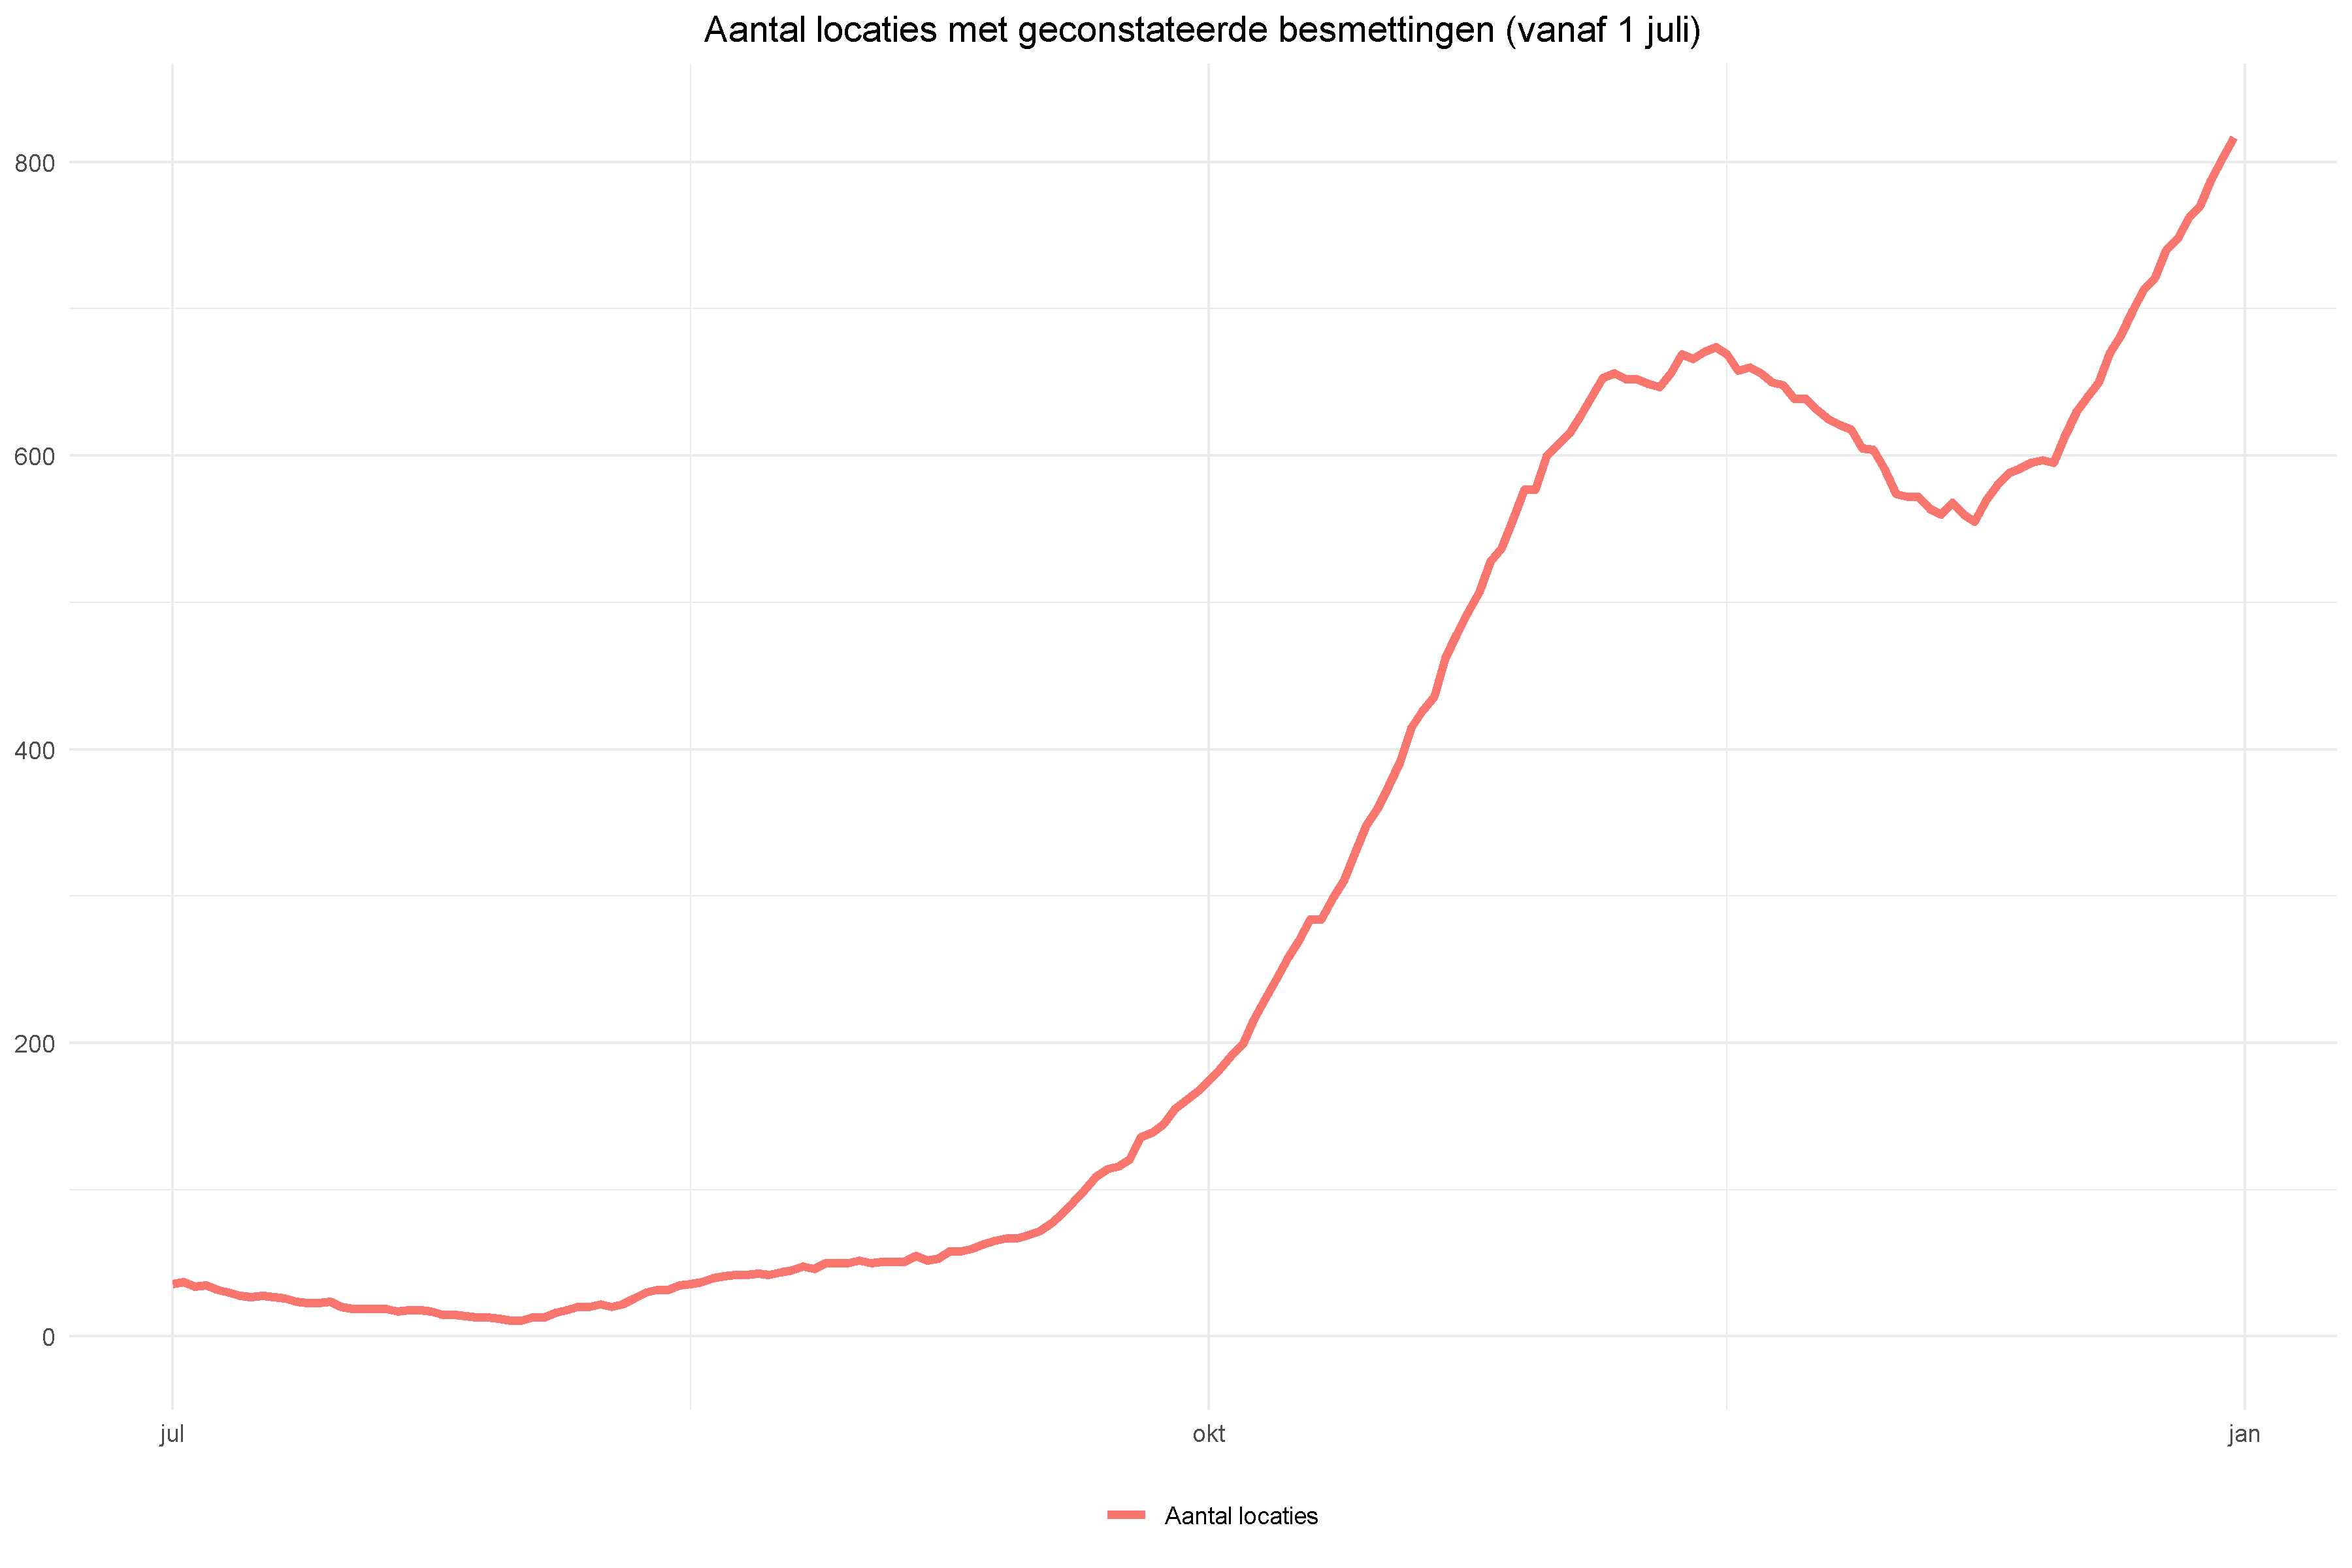 Aantal locaties met geconstateerde besmettingen (vanaf 1 juli)
800
600
400
200
0
jul okt jan
Aantal locaties